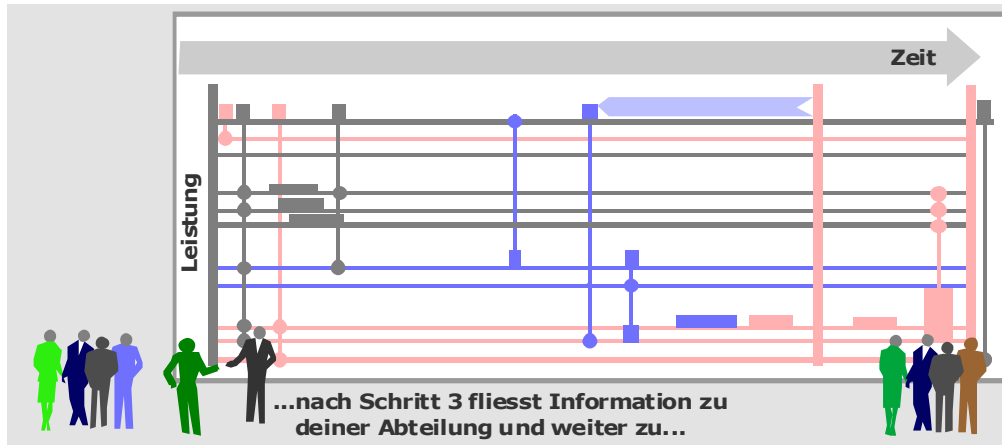 Zeit
Leistung
...nach Schritt 3 fliesst Information zu
deiner Abteilung und weiter zu...